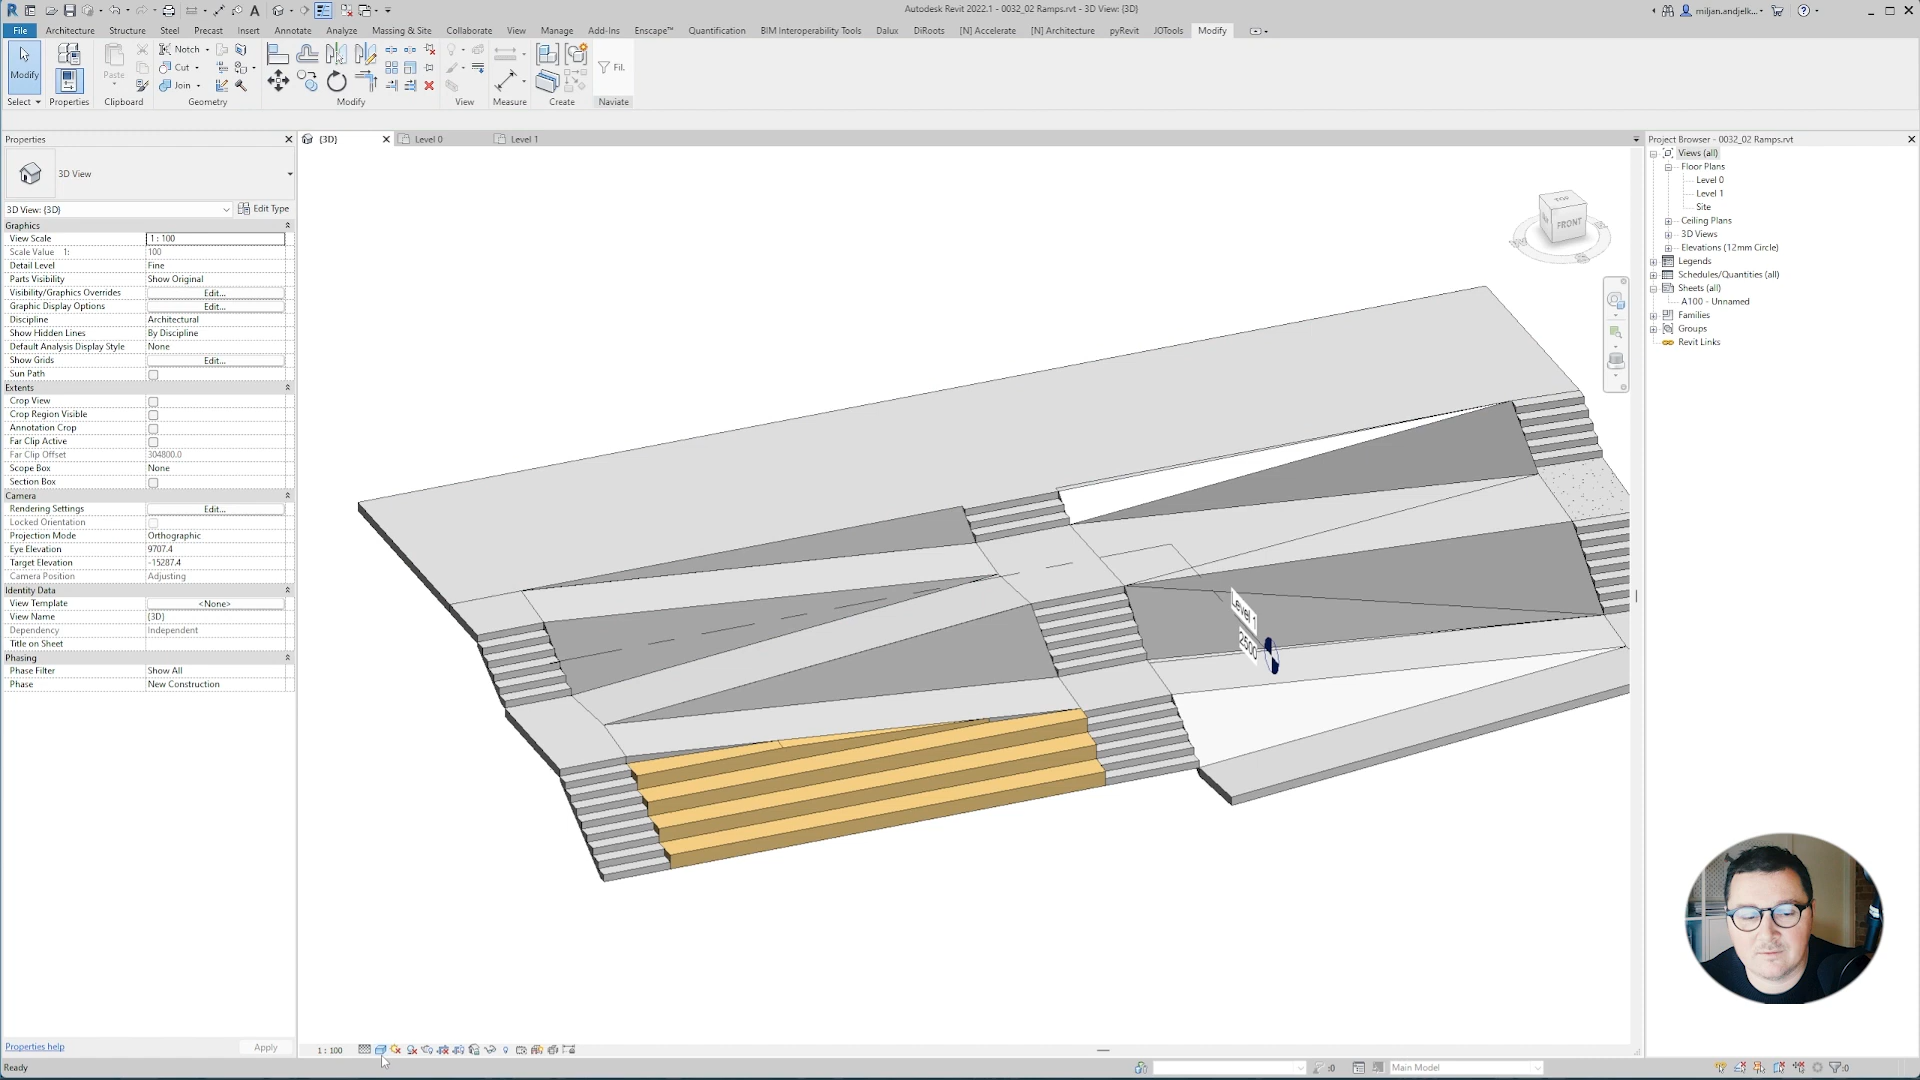 Autodesk Revit 2022.1 - 0032_02 Ramps.rvt - 3D View: {3D}
miljan.andjelk...
File Architecture Structure Steel Precast Insert Annotate Analyze Massing & Site Collaborate View Manage Add-Ins Enscape™ Quantification BIM Interoperability Tools Dalux DiRoots [N] Accelerate [N] Architecture pyRevit JOTools Modify
Modify
Paste
Notch
Cut
Join
Fil.
Select Properties Clipboard Geometry Modify View Measure Create Naviate
Properties
3D View
3D View: {3D}
Edit Type
Graphics
View Scale 1 : 100
Scale Value 1: 100
Detail Level Fine
Parts Visibility Show Original
Visibility/Graphics Overrides Edit...
Graphic Display Options Edit...
Discipline Architectural
Show Hidden Lines By Discipline
Default Analysis Display Style None
Show Grids Edit...
Sun Path
Extents
Crop View
Crop Region Visible
Annotation Crop
Far Clip Active
Far Clip Offset 304800.0
Scope Box None
Section Box
Camera
Rendering Settings Edit...
Locked Orientation
Projection Mode Orthographic
Eye Elevation 9707.4
Target Elevation -15287.4
Camera Position Adjusting
Identity Data
View Template <None>
View Name {3D}
Dependency Independent
Title on Sheet
Phasing
Phase Filter Show All
Phase New Construction
Properties help
Apply
{3D}
Level 0
Level 1
TOP
FRONT
Level 1
2500
Project Browser - 0032_02 Ramps.rvt
Views (all)
Floor Plans
Level 0
Level 1
Site
Ceiling Plans
3D Views
Elevations (12mm Circle)
Legends
Schedules/Quantities (all)
Sheets (all)
A100 - Unnamed
Families
Groups
Revit Links
1 : 100
Ready
:0
Main Model
:0